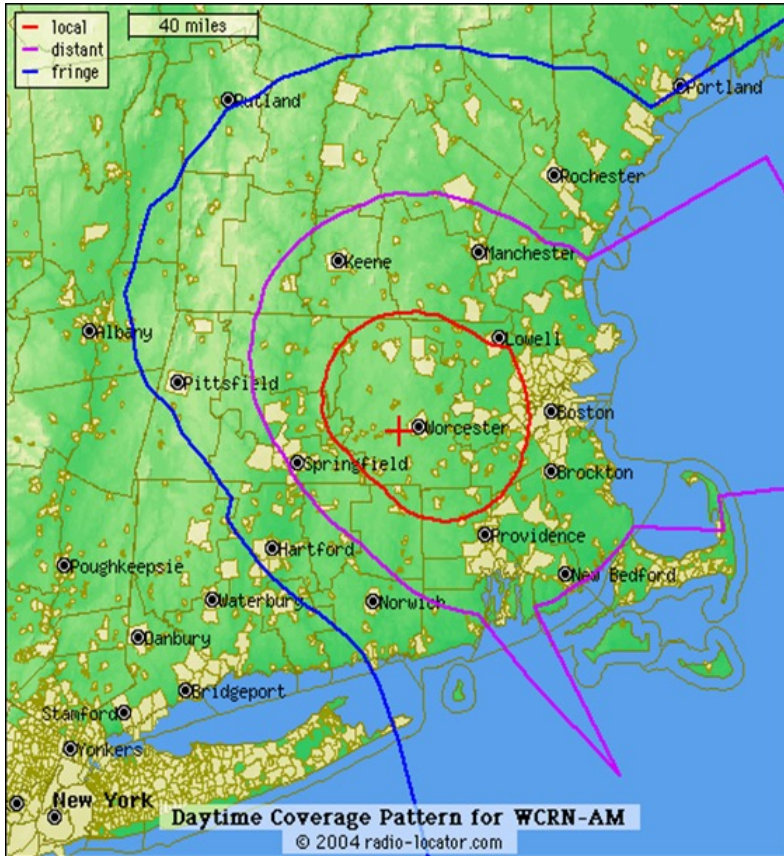 local
distant
fringe
40 miles
Portland
Rutland
Rochester
Manchester
Keene
Albany
Lowell
Pittsfield
Boston
Worcester
Springfield
Brockton
Providence
Hartford
Poughkeepsie
New Bedford
Waterbury
Norwich
Danbury
Bridgeport
Stamford
Yonkers
New York
Daytime Coverage Pattern for WCRN-AM
© 2004 radio-locator.com